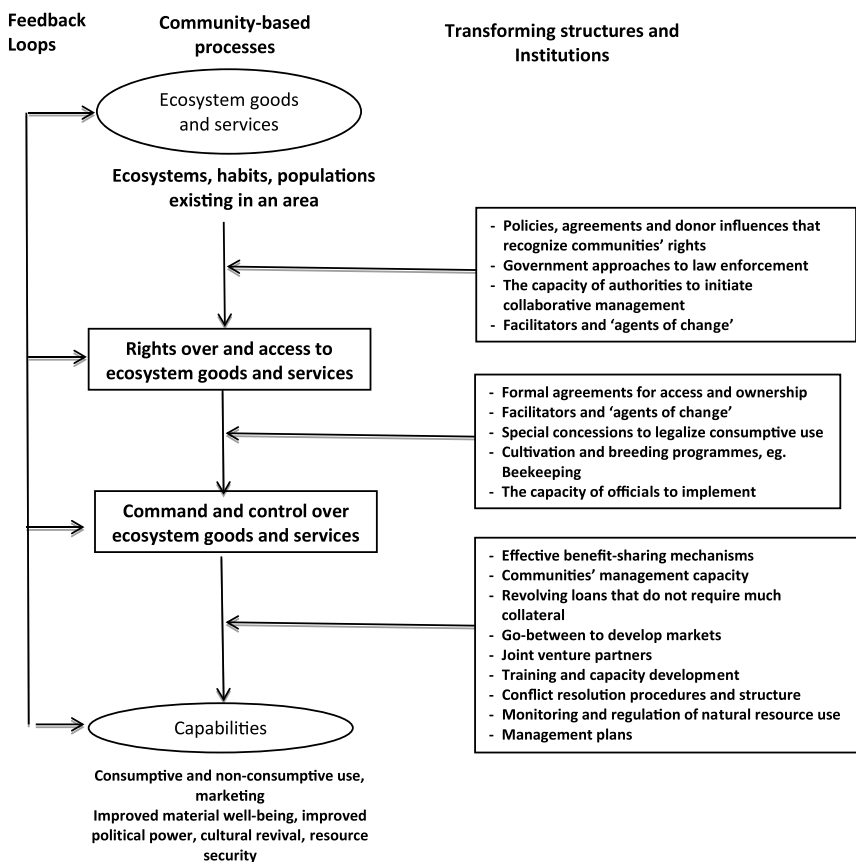 Feedback
Loops
Community-based
processes
Transforming structures and
Institutions
Ecosystem goods
and services
Ecosystems, habits, populations
existing in an area
- Policies, agreements and donor influences that
recognize communities’ rights
- Government approaches to law enforcement
- The capacity of authorities to initiate
collaborative management
- Facilitators and ‘agents of change’
Rights over and access to
ecosystem goods and services
- Formal agreements for access and ownership
- Facilitators and ‘agents of change’
- Special concessions to legalize consumptive use
- Cultivation and breeding programmes, eg.
Beekeeping
- The capacity of officials to implement
Command and control over
ecosystem goods and services
- Effective benefit-sharing mechanisms
- Communities’ management capacity
- Revolving loans that do not require much
collateral
- Go-between to develop markets
- Joint venture partners
- Training and capacity development
- Conflict resolution procedures and structure
- Monitoring and regulation of natural resource use
- Management plans
Capabilities
Consumptive and non-consumptive use,
marketing
Improved material well-being, improved
political power, cultural revival, resource
security